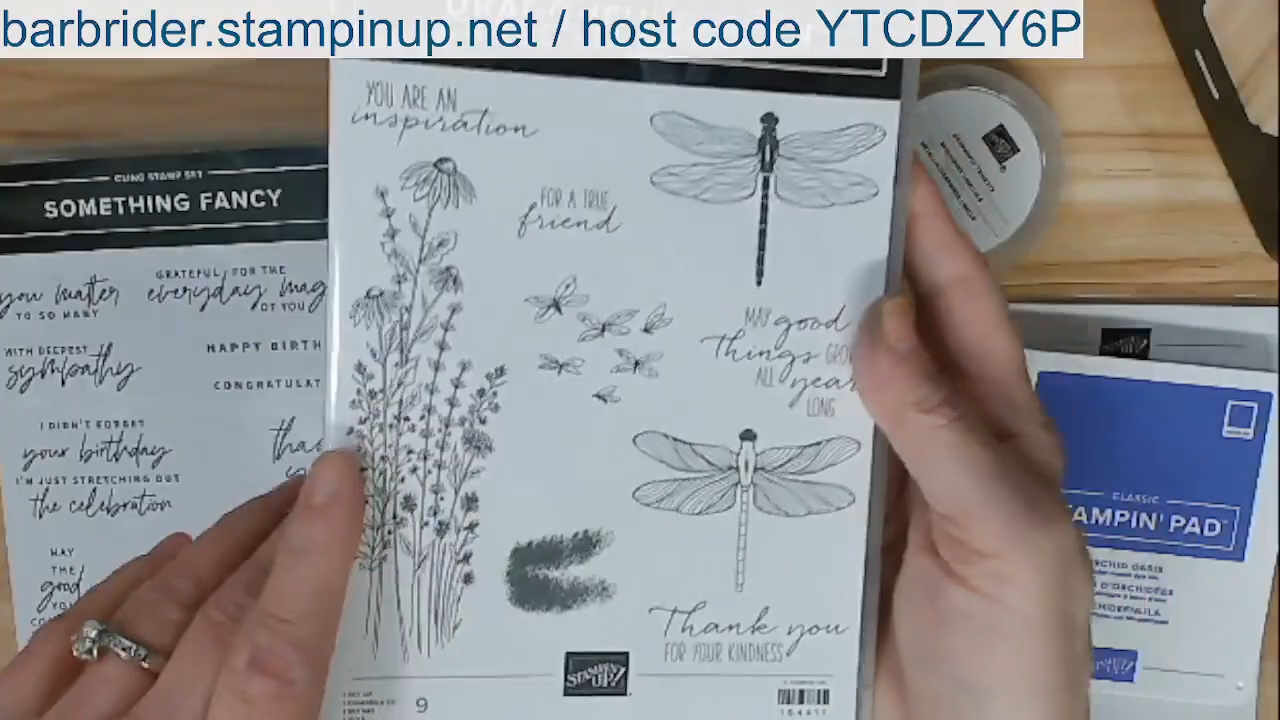 barbrider.stampinup.net / host code YTCDZY6P
YOU ARE AN
inspiration
FOR A TRUE
friend
MAY good
things
ALL year
LONG
Thank you
FOR YOUR KINDNESS
STAMPIN' UP!
9
CLING STAMP SET
SOMETHING FANCY
you matter
TO SO MANY
GRATEFUL FOR THE
everyday mag
OF YOU
WITH DEEPEST
sympathy
HAPPY BIRTH
CONGRATULAT
I DIDN'T FORGET
your birthday
I'M JUST STRETCHING OUT
the celebration
MAY
THE
good
CLASSIC
STAMPIN' PAD